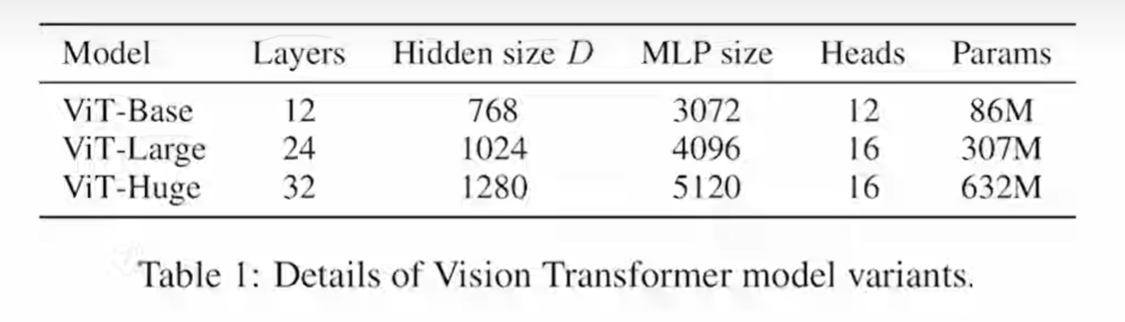 Model Layers Hidden size D MLP size Heads Params
ViT-Base 12 768 3072 12 86M
ViT-Large 24 1024 4096 16 307M
ViT-Huge 32 1280 5120 16 632M
Table 1: Details of Vision Transformer model variants.